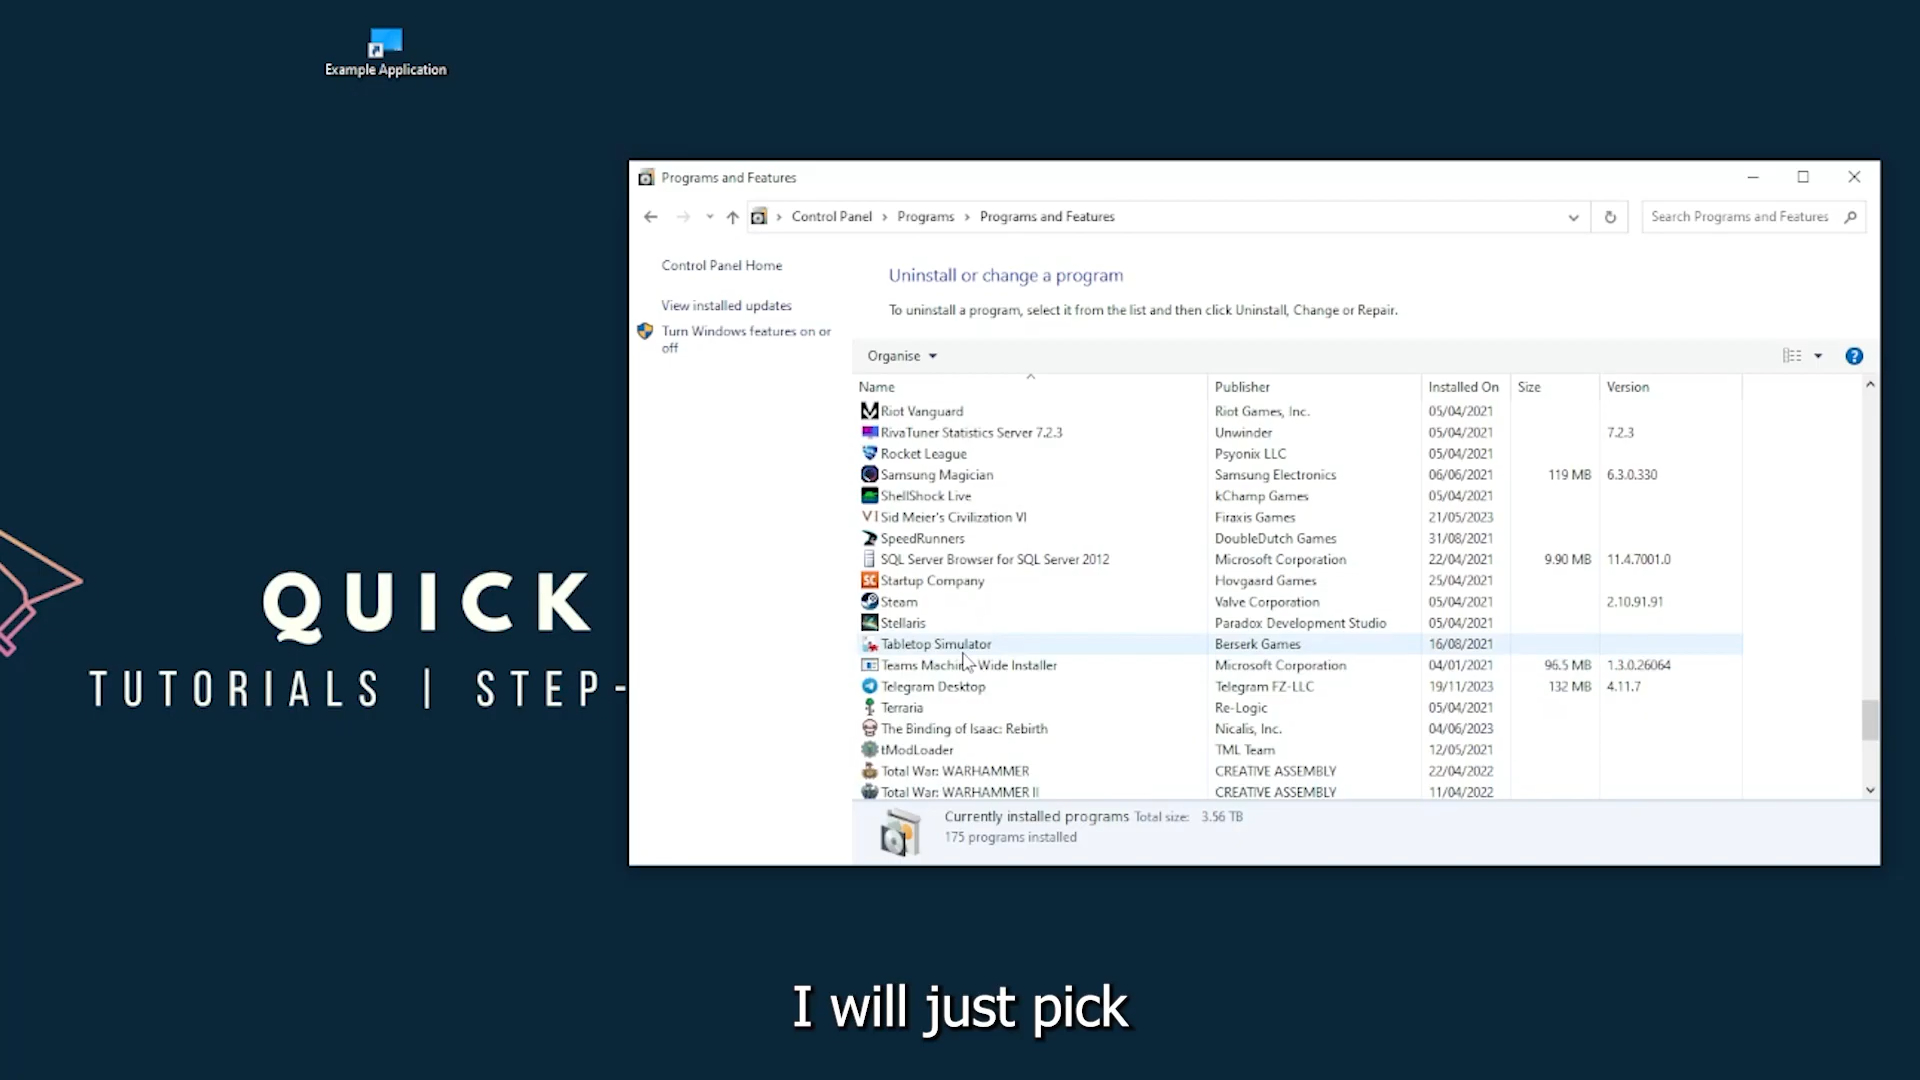 Example Application
Programs and Features
Control Panel > Programs > Programs and Features
Search Programs and Features
Control Panel Home
View installed updates
Turn Windows features on or
off
Uninstall or change a program
To uninstall a program, select it from the list and then click Uninstall, Change or Repair.
Organise
Name Publisher Installed On Size Version
Riot Vanguard Riot Games, Inc. 05/04/2021
RivaTuner Statistics Server 7.2.3 Unwinder 05/04/2021 7.2.3
Rocket League Psyonix LLC 05/04/2021
Samsung Magician Samsung Electronics 06/06/2021 119 MB 6.3.0.330
ShellShock Live kChamp Games 05/04/2021
VI Sid Meier's Civilization VI Firaxis Games 21/05/2023
SpeedRunners DoubleDutch Games 31/08/2021
SQL Server Browser for SQL Server 2012 Microsoft Corporation 22/04/2021 9.90 MB 11.4.7001.0
SC Startup Company Hovgaard Games 25/04/2021
Steam Valve Corporation 05/04/2021 2.10.91.91
Stellaris Paradox Development Studio 05/04/2021
Tabletop Simulator Berserk Games 16/08/2021
Teams Machine-Wide Installer Microsoft Corporation 04/01/2021 96.5 MB 1.3.0.26064
Telegram Desktop Telegram FZ-LLC 19/11/2023 132 MB 4.11.7
Terraria Re-Logic 05/04/2021
The Binding of Isaac: Rebirth Nicalis, Inc. 04/06/2023
tModLoader TML Team 12/05/2021
Total War: WARHAMMER CREATIVE ASSEMBLY 22/04/2022
Total War: WARHAMMER II CREATIVE ASSEMBLY 11/04/2022
Currently installed programs Total size: 3.56 TB
175 programs installed
QUICK
TUTORIALS | STEP-
I will just pick